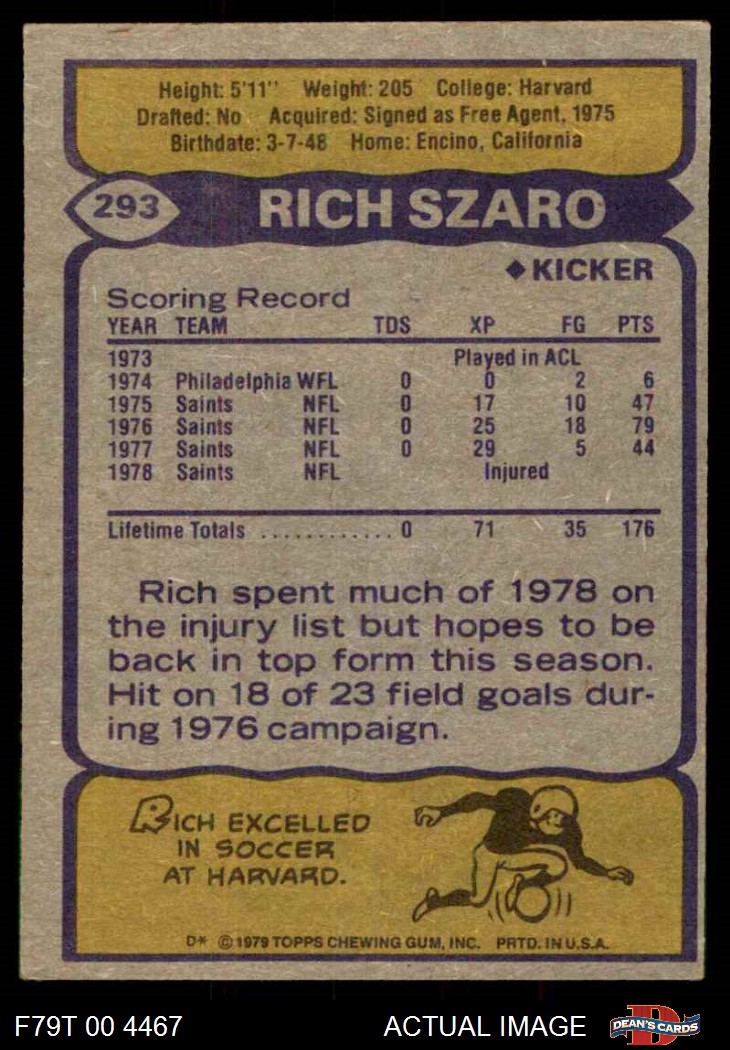 Height: 5'11" Weight: 205 College: Harvard
Drafted: No Acquired: Signed as Free Agent, 1975
Birthdate: 3-7-48 Home: Encino, California
293 RICH SZARO
◆KICKER
Scoring Record
YEAR TEAM TDS XP FG PTS
1973 Played in ACL
1974 Philadelphia WFL 0 0 2 6
1975 Saints NFL 0 17 10 47
1976 Saints NFL 0 25 18 79
1977 Saints NFL 0 29 5 44
1978 Saints NFL Injured
Lifetime Totals ............ 0 71 35 176
Rich spent much of 1978 on
the injury list but hopes to be
back in top form this season.
Hit on 18 of 23 field goals dur-
ing 1976 campaign.
RICH EXCELLED
IN SOCCER
AT HARVARD.
D* © 1979 TOPPS CHEWING GUM, INC. PRTD. IN U.S.A.
F79T 00 4467 ACTUAL IMAGE D DEAN'S CARDS